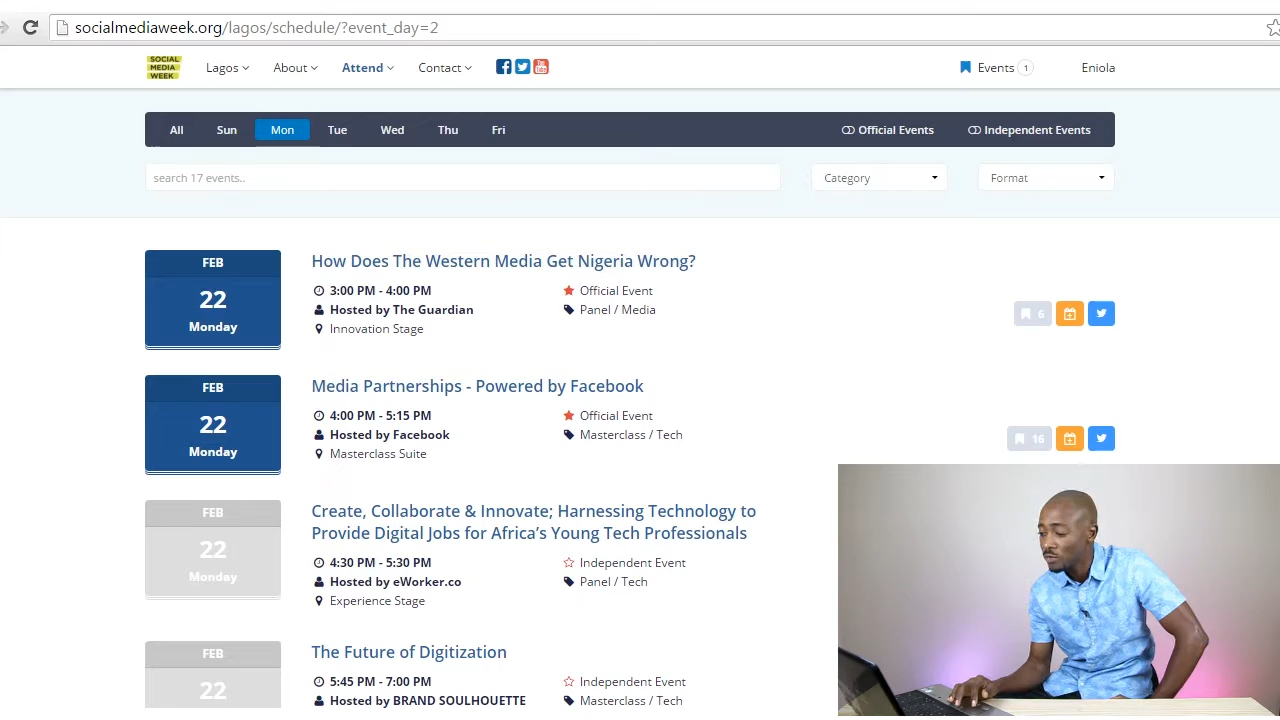 socialmediaweek.org/lagos/schedule/?event_day=2
SOCIAL
MEDIA
WEEK
Lagos About Attend Contact You Tube Events 1 Eniola
All Sun Mon Tue Wed Thu Fri Official Events Independent Events
search 17 events.. Category Format
FEB
22
Monday
How Does The Western Media Get Nigeria Wrong?
3:00 PM - 4:00 PM Official Event
Hosted by The Guardian Panel / Media
Innovation Stage
6
FEB
22
Monday
Media Partnerships - Powered by Facebook
4:00 PM - 5:15 PM Official Event
Hosted by Facebook Masterclass / Tech
Masterclass Suite
16
FEB
22
Monday
Create, Collaborate & Innovate; Harnessing Technology to
Provide Digital Jobs for Africa’s Young Tech Professionals
4:30 PM - 5:30 PM Independent Event
Hosted by eWorker.co Panel / Tech
Experience Stage
FEB
22
The Future of Digitization
5:45 PM - 7:00 PM Independent Event
Hosted by BRAND SOULHOUETTE Masterclass / Tech